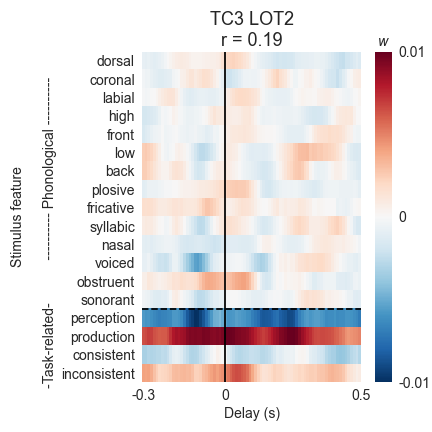 TC3 LOT2
r = 0.19
w
0.01
0
-0.01
Stimulus feature
---------- Phonological ----------
-Task-related-
dorsal
coronal
labial
high
front
low
back
plosive
fricative
syllabic
nasal
voiced
obstruent
sonorant
perception
production
consistent
inconsistent
-0.3 0 0.5
Delay (s)